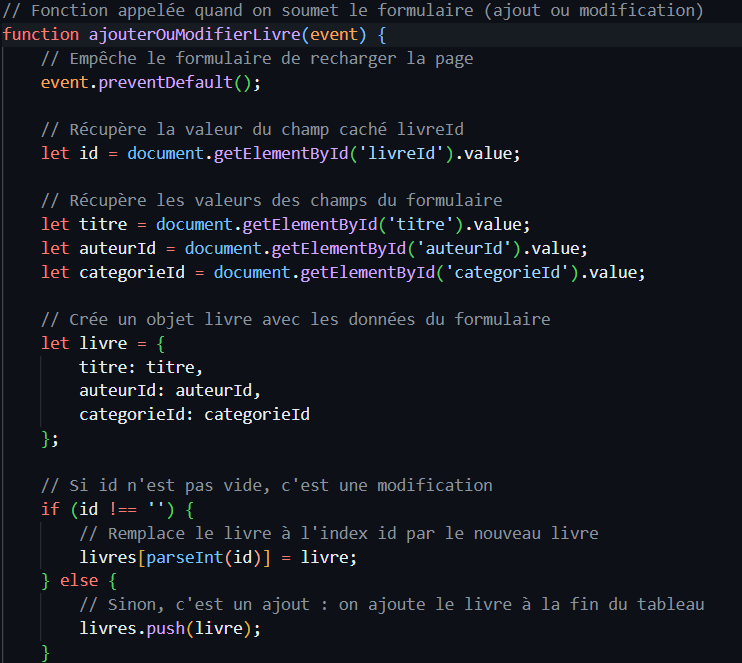 // Fonction appelée quand on soumet le formulaire (ajout ou modification)
function ajouterOuModifierLivre(event) {
    // Empêche le formulaire de recharger la page
    event.preventDefault();

    // Récupère la valeur du champ caché livreId
    let id = document.getElementById('livreId').value;

    // Récupère les valeurs des champs du formulaire
    let titre = document.getElementById('titre').value;
    let auteurId = document.getElementById('auteurId').value;
    let categorieId = document.getElementById('categorieId').value;

    // Crée un objet livre avec les données du formulaire
    let livre = {
        titre: titre,
        auteurId: auteurId,
        categorieId: categorieId
    };

    // Si id n'est pas vide, c'est une modification
    if (id !== '') {
        // Remplace le livre à l'index id par le nouveau livre
        livres[parseInt(id)] = livre;
    } else {
        // Sinon, c'est un ajout : on ajoute le livre à la fin du tableau
        livres.push(livre);
    }